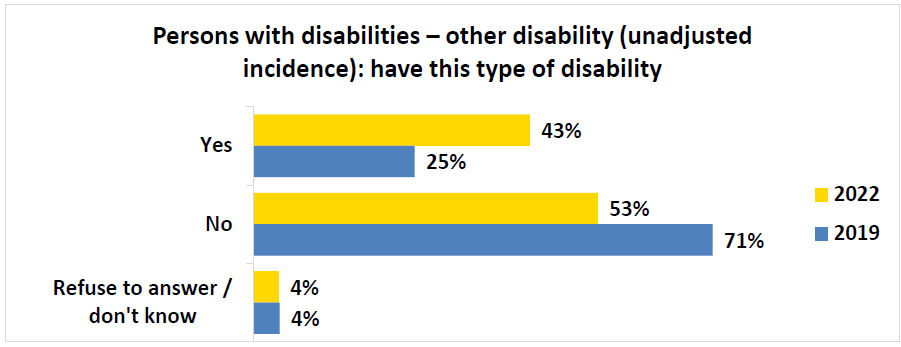 Persons with disabilities – other disability (unadjusted
incidence): have this type of disability
Yes
43%
25%
No
53%
71%
Refuse to answer /
don't know
4%
4%
2022
2019